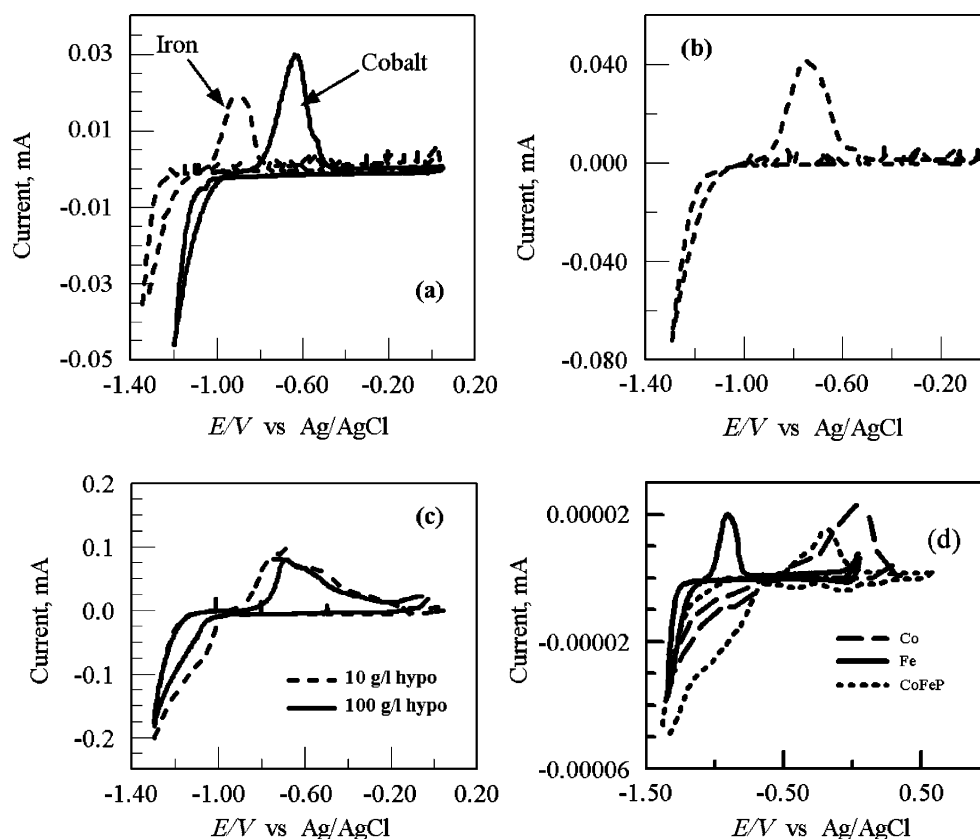 (a)
Iron
Cobalt
0.03
0.01
-0.01
-0.03
-0.05
Current, mA
-1.40 -1.00 -0.60 -0.20 0.20
E/V vs Ag/AgCl
(b)
0.040
0.000
-0.040
-0.080
Current, mA
-1.40 -1.00 -0.60 -0.20
E/V vs Ag/AgCl
(c)
0.2
0.1
0.0
-0.1
-0.2
Current, mA
10 g/l hypo
100 g/l hypo
-1.40 -1.00 -0.60 -0.20 0.20
E/V vs Ag/AgCl
(d)
0.00002
-0.00002
-0.00006
Current, mA
Co
Fe
CoFeP
-1.50 -1.00 -0.50 0.00 0.50
E/V vs Ag/AgCl